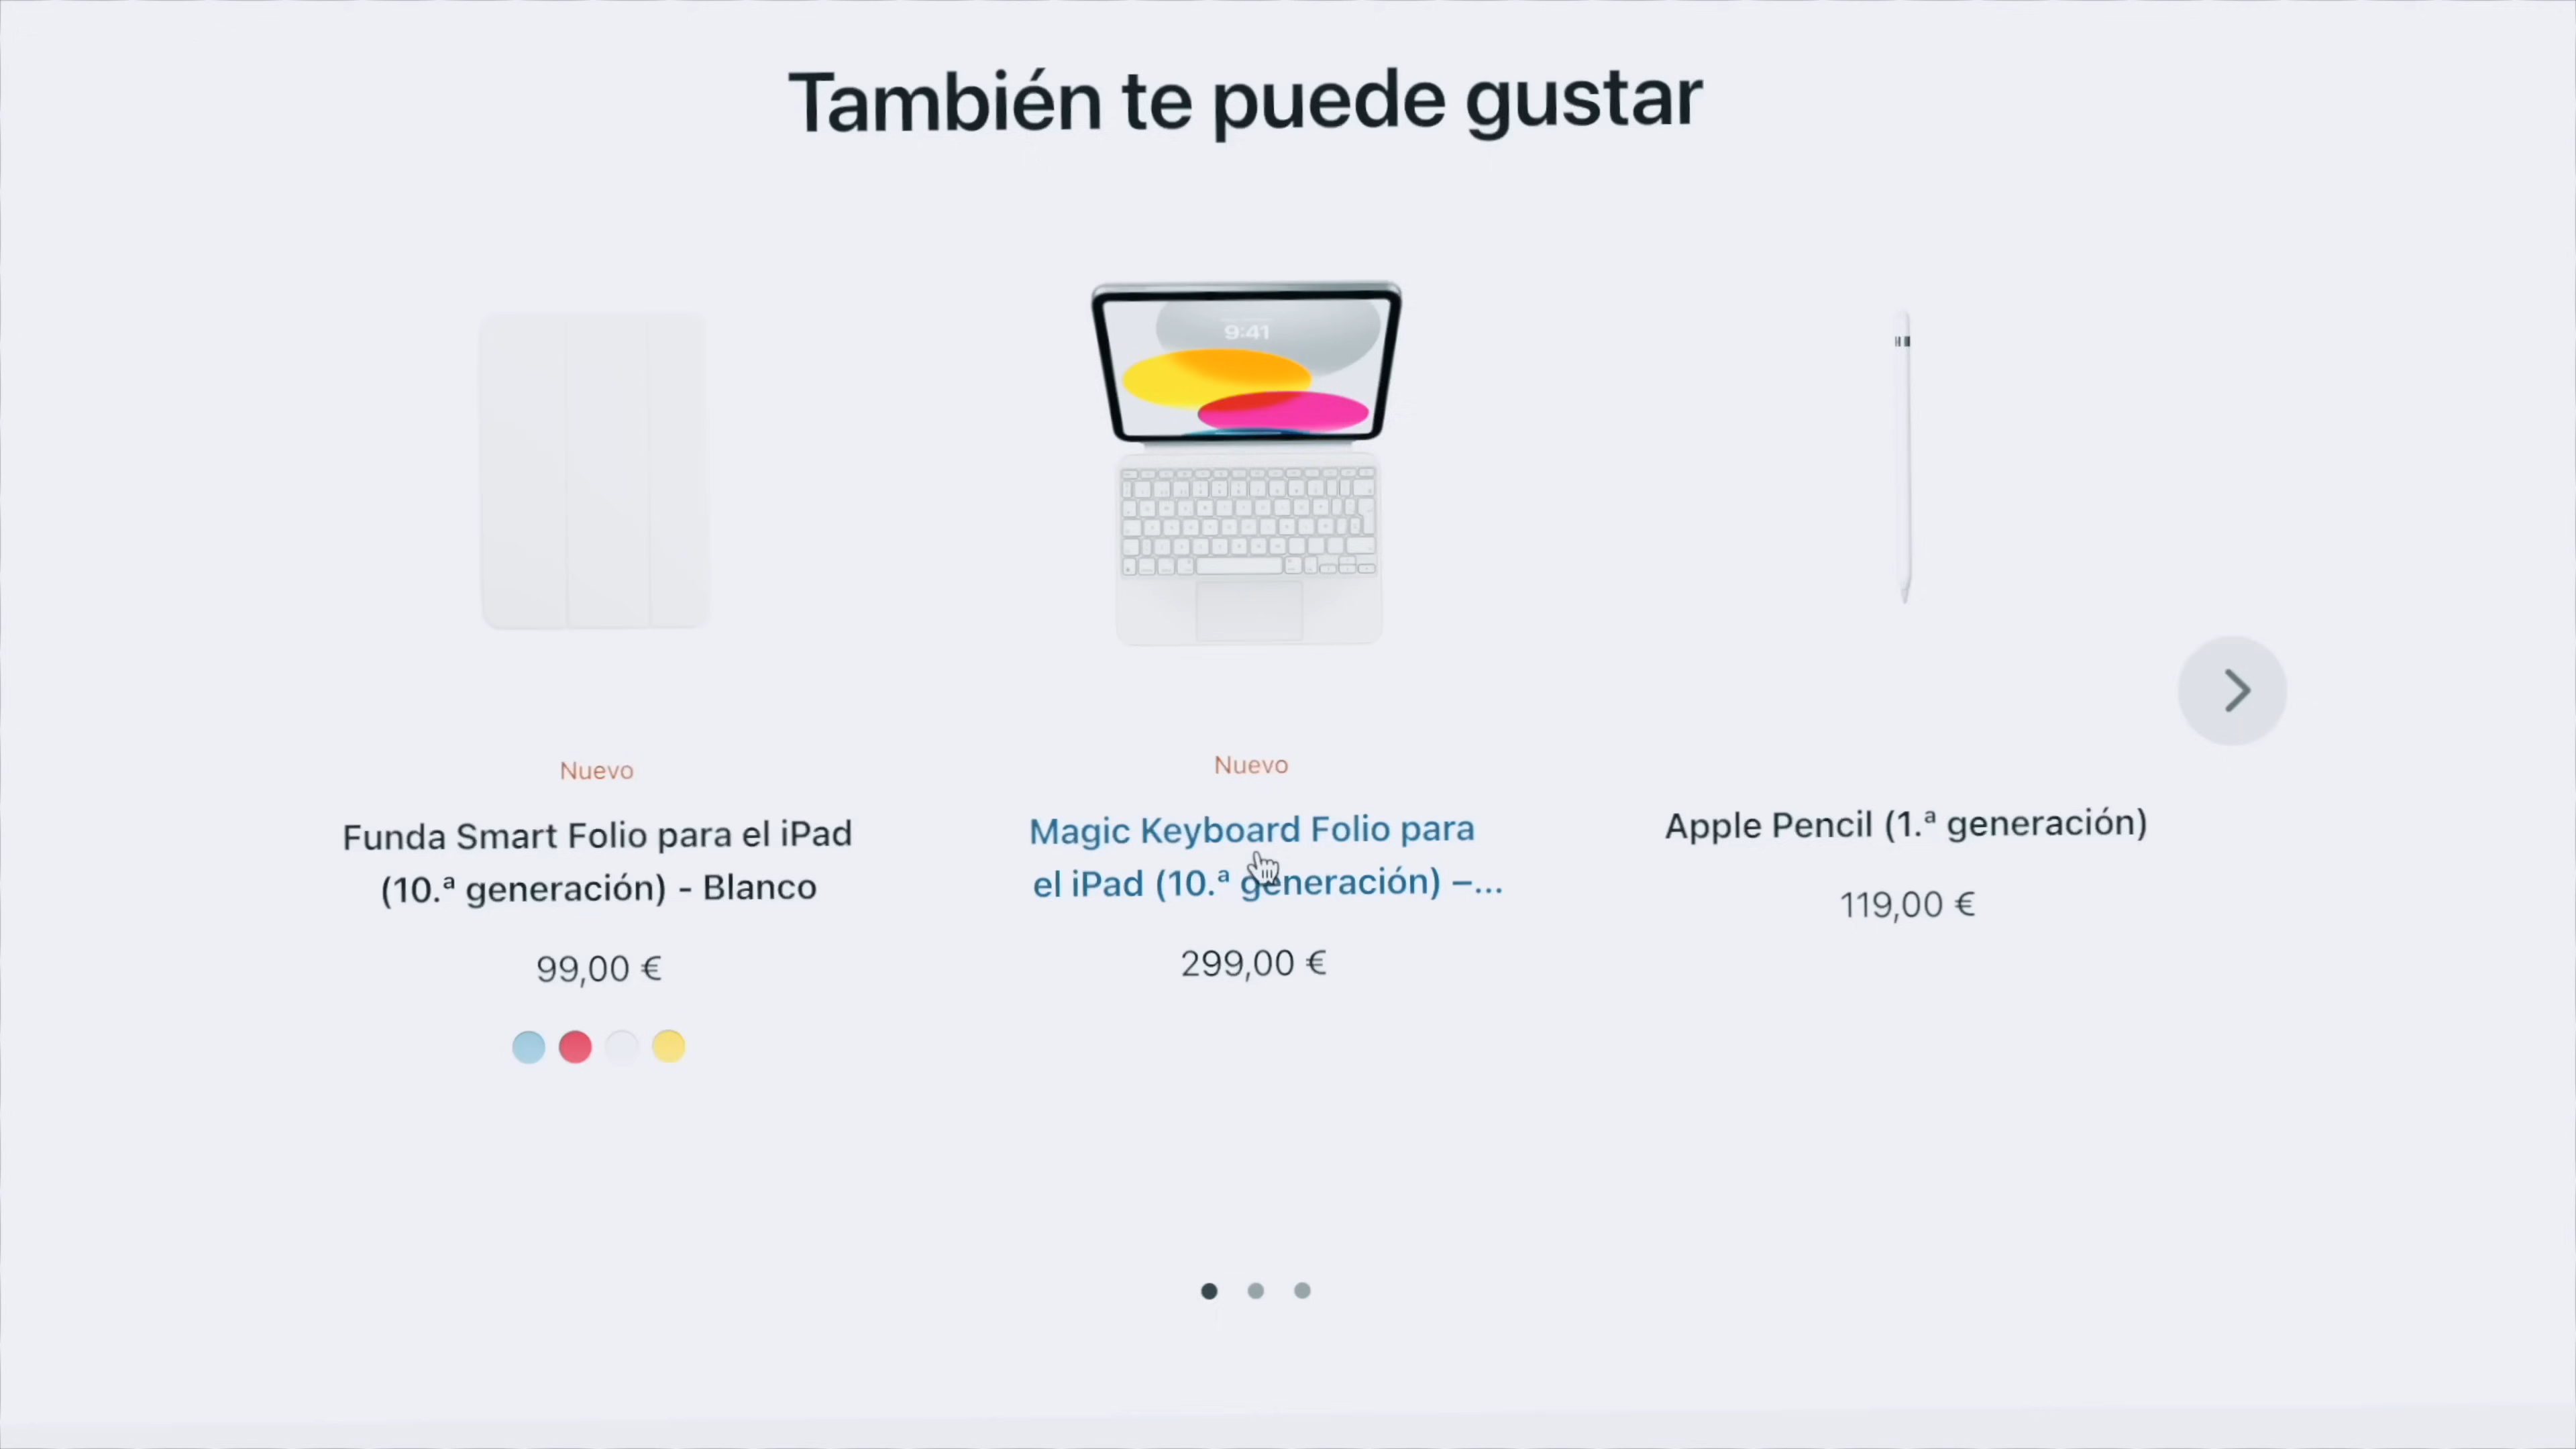 También te puede gustar
9:41
Nuevo
Funda Smart Folio para el iPad
(10.ª generación) - Blanco
99,00 €
Nuevo
Magic Keyboard Folio para
el iPad (10.ª generación) –...
299,00 €
Apple Pencil (1.ª generación)
119,00 €